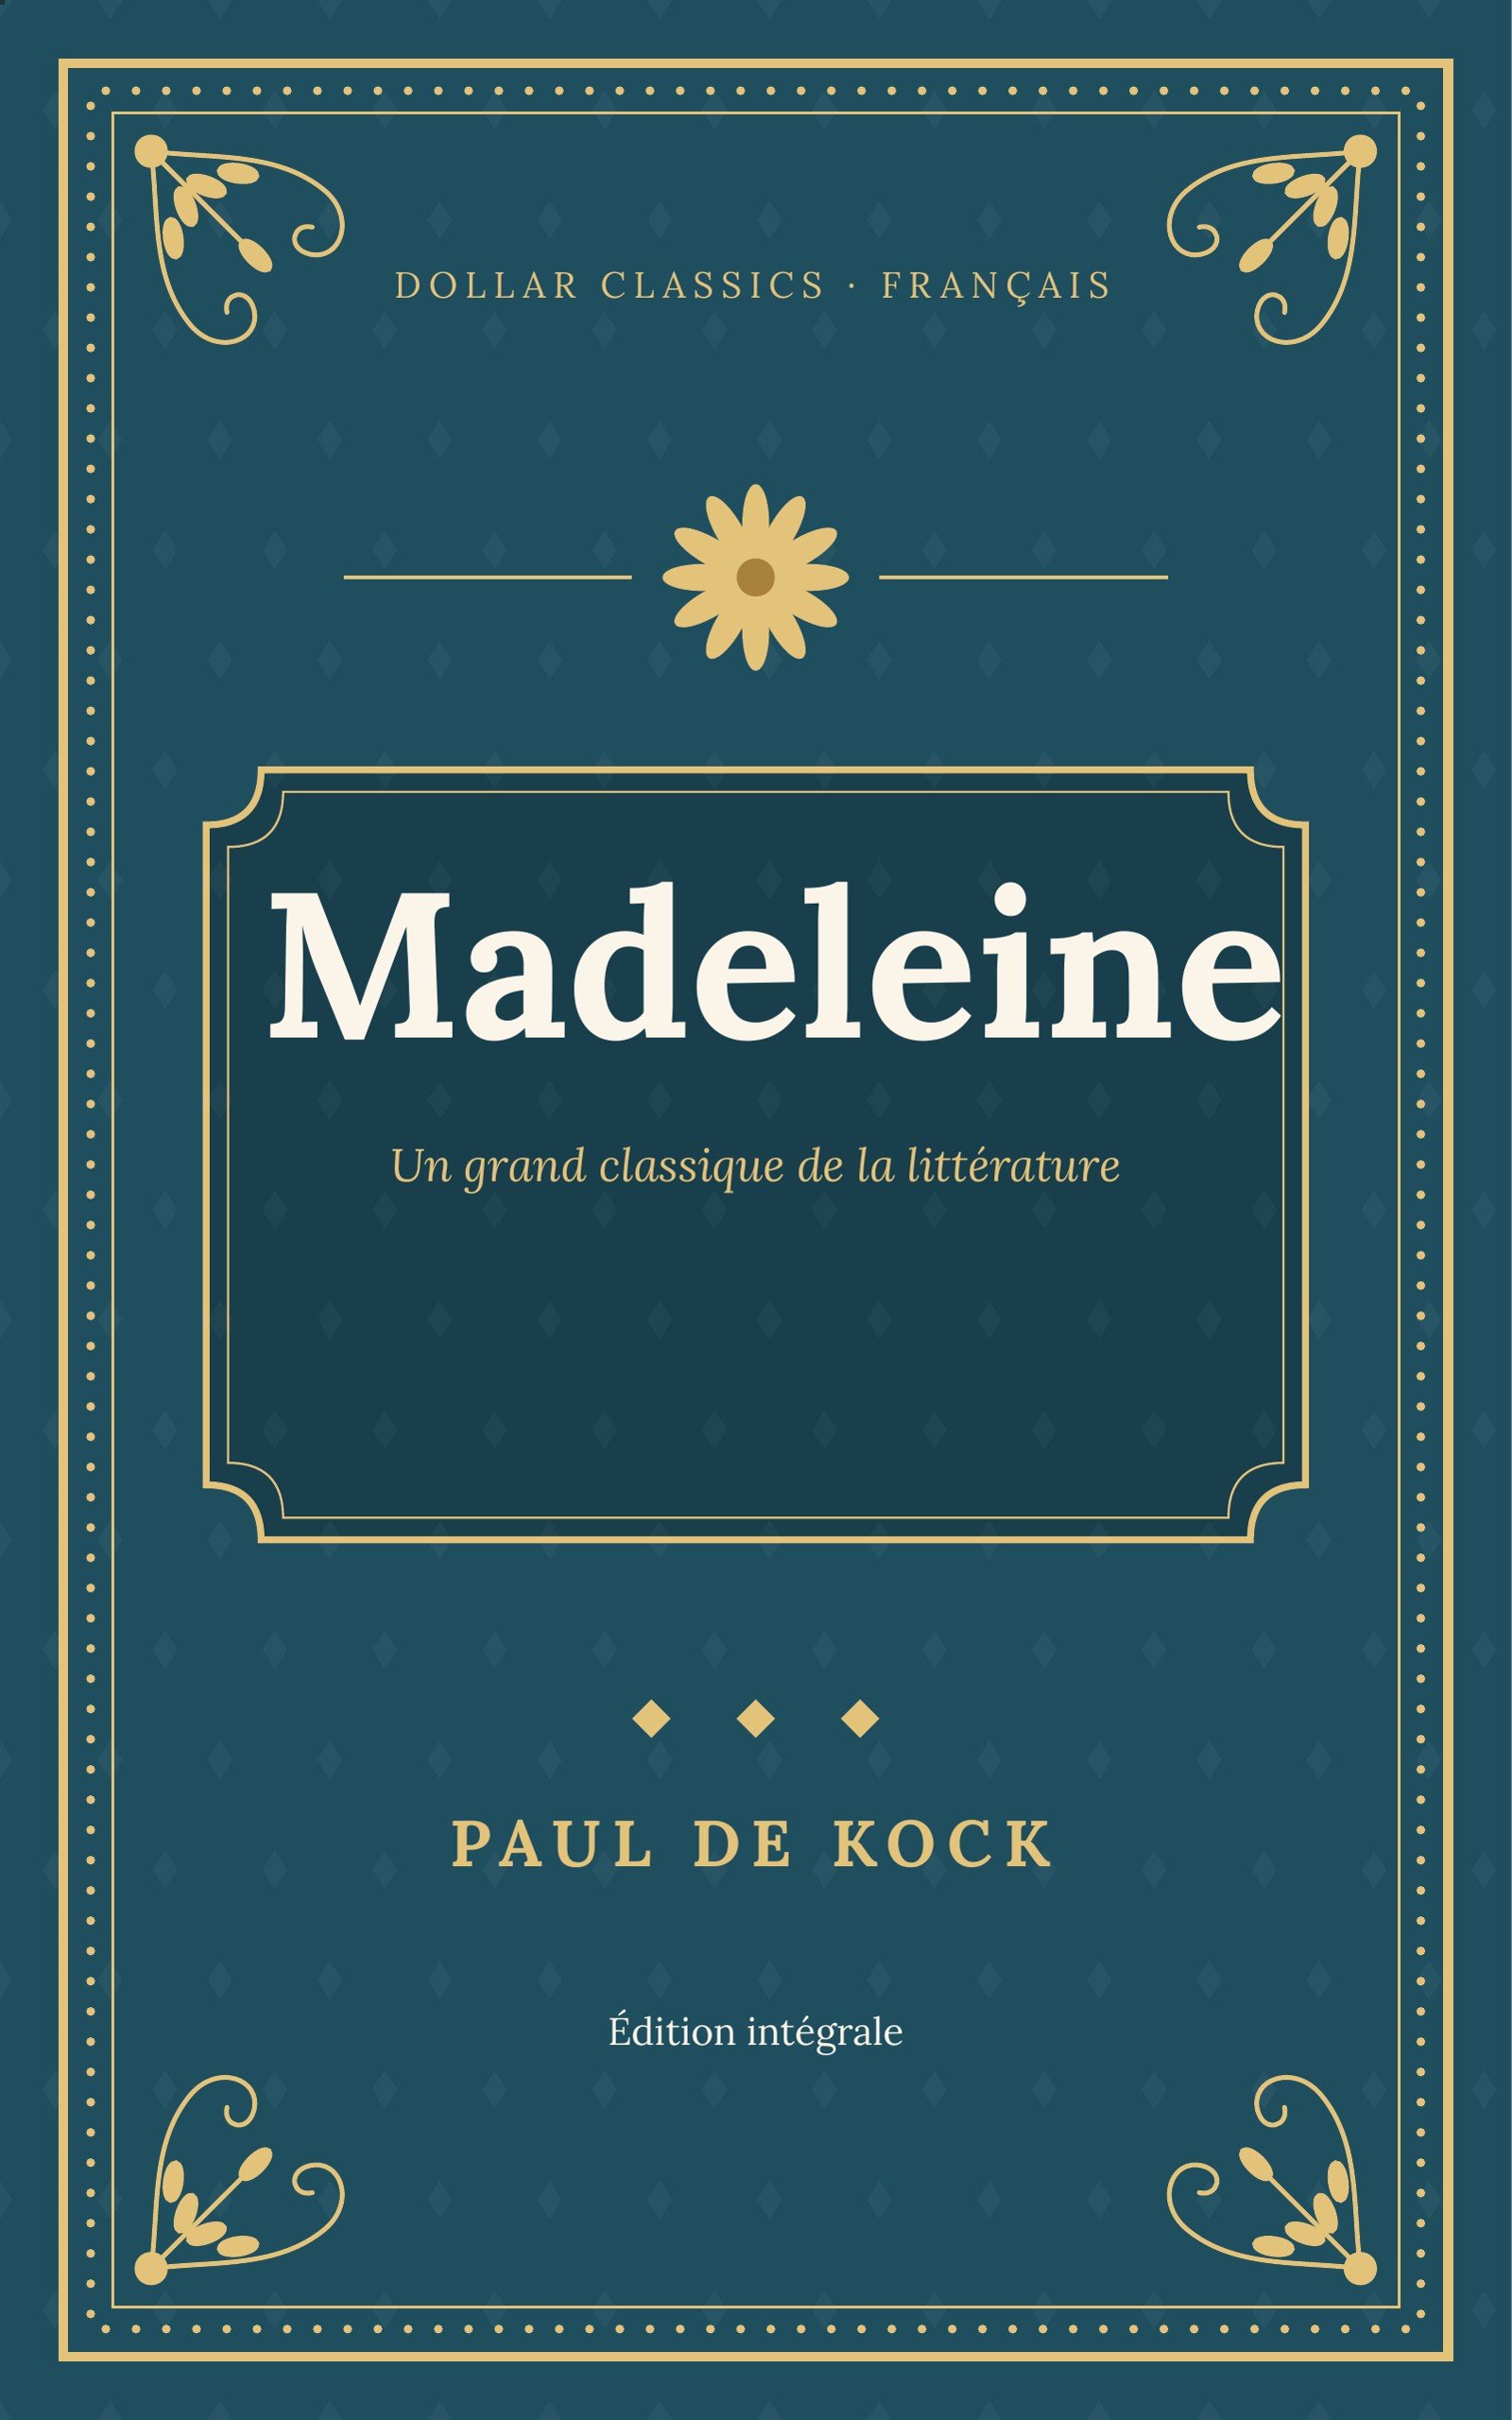 DOLLAR CLASSICS · FRANÇAIS
Madeleine
Un grand classique de la littérature
PAUL DE KOCK
Édition intégrale